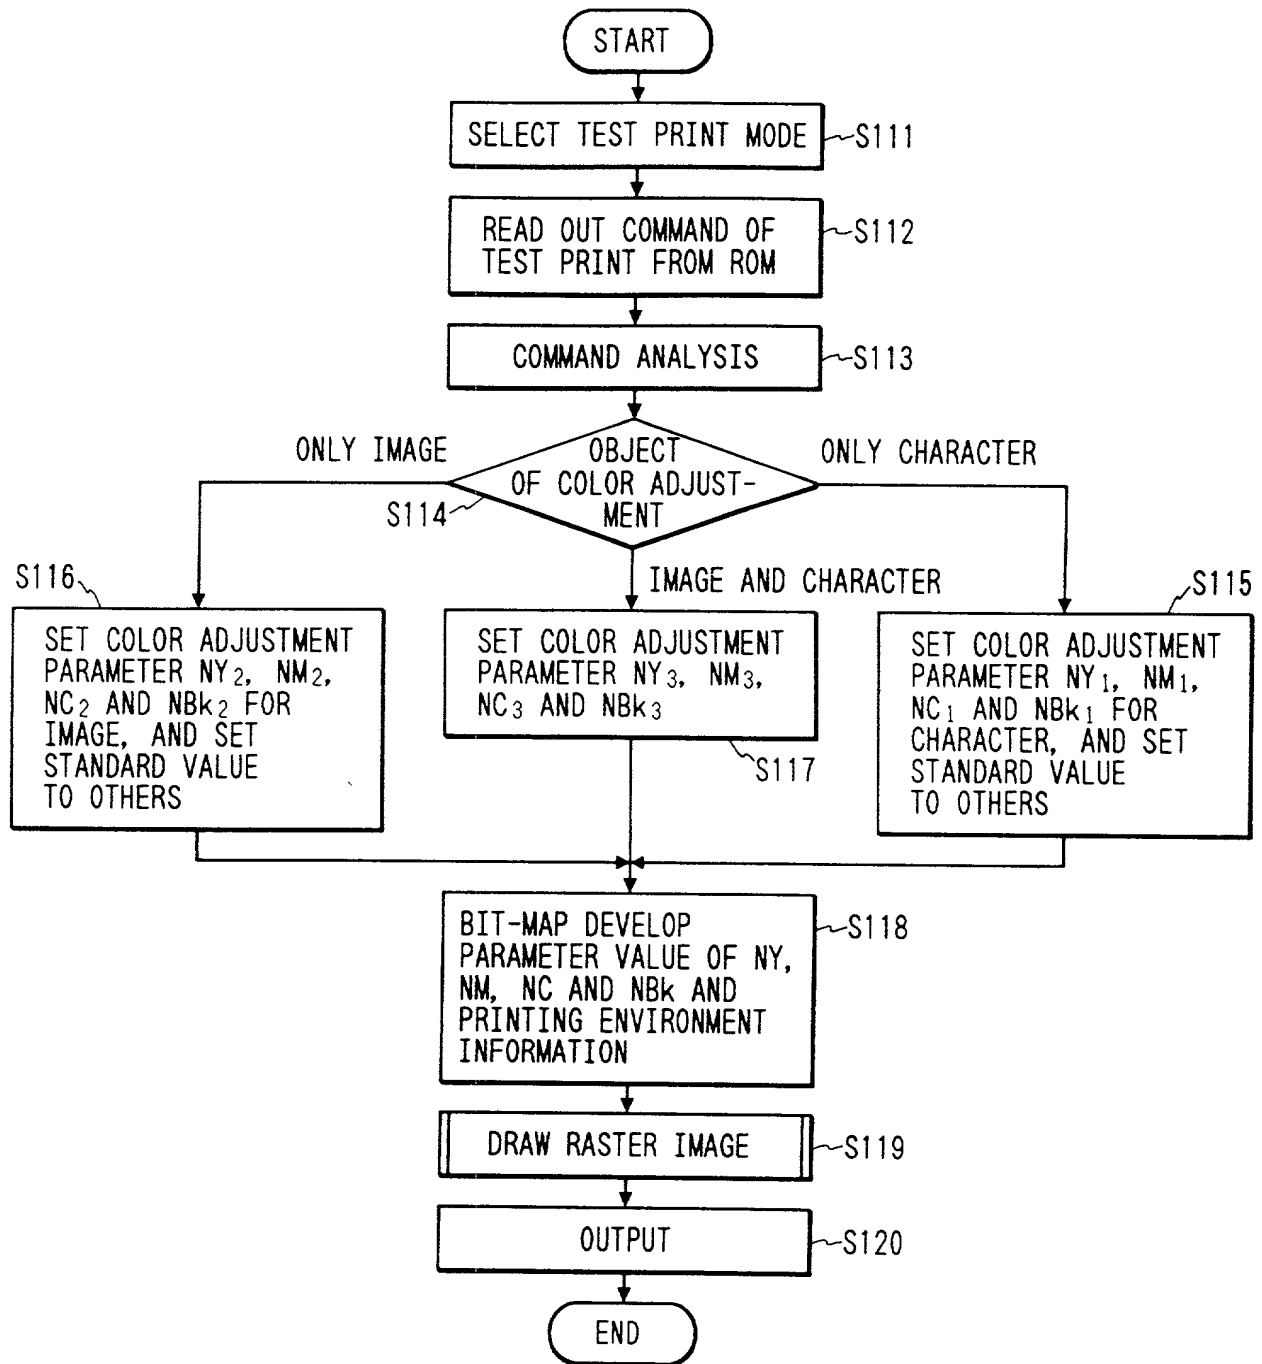 START
SELECT TEST PRINT MODE
S111
READ OUT COMMAND OF
TEST PRINT FROM ROM
S112
COMMAND ANALYSIS
S113
ONLY IMAGE
OBJECT
OF COLOR ADJUST-
MENT
ONLY CHARACTER
S114
IMAGE AND CHARACTER
S116
SET COLOR ADJUSTMENT
PARAMETER NY₂, NM₂,
NC₂ AND NBk₂ FOR
IMAGE, AND SET
STANDARD VALUE
TO OTHERS
SET COLOR ADJUSTMENT
PARAMETER NY₃, NM₃,
NC₃ AND NBk₃
S117
S115
SET COLOR ADJUSTMENT
PARAMETER NY₁, NM₁,
NC₁ AND NBk₁ FOR
CHARACTER, AND SET
STANDARD VALUE
TO OTHERS
BIT-MAP DEVELOP
PARAMETER VALUE OF NY,
NM, NC AND NBk AND
PRINTING ENVIRONMENT
INFORMATION
S118
DRAW RASTER IMAGE
S119
OUTPUT
S120
END